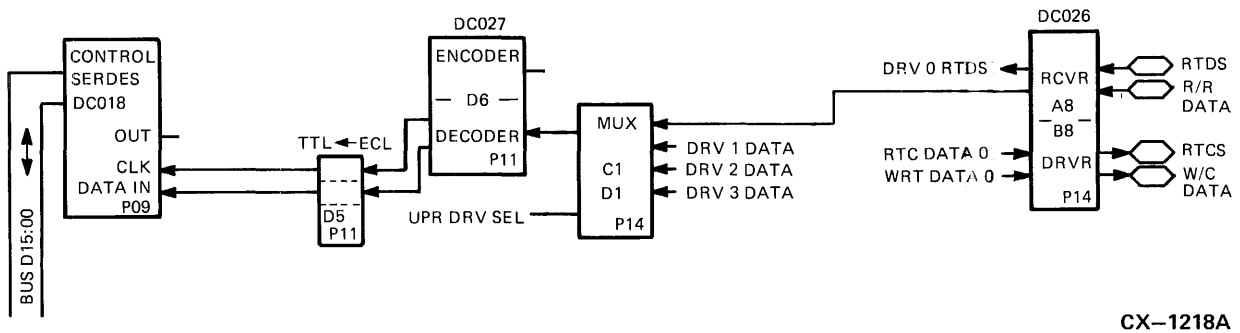 CONTROL
SERDES
DC018
OUT
CLK
DATA IN
P09
BUS D15:00
TTL ECL
D5
P11
DC027
ENCODER
D6
DECODER
P11
MUX
C1
D1
P14
UPR DRV SEL
DRV 1 DATA
DRV 2 DATA
DRV 3 DATA
DC026
DRV 0 RTDS
RCVR
A8
B8
DRVR
P14
RTC DATA 0
WRT DATA 0
RTDS
R/R
DATA
RTCS
W/C
DATA
CX–1218A